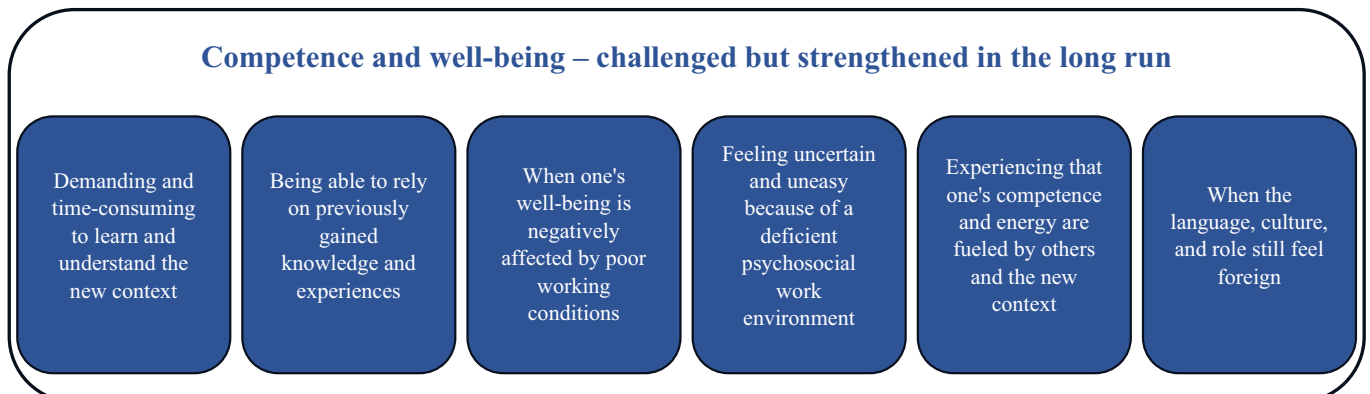 Competence and well-being – challenged but strengthened in the long run
Demanding and
time-consuming
to learn and
understand the
new context
Being able to rely
on previously
gained
knowledge and
experiences
When one's
well-being is
negatively
affected by poor
working
conditions
Feeling uncertain
and uneasy
because of a
deficient
psychosocial
work
environment
Experiencing that
one's competence
and energy are
fueled by others
and the new
context
When the
language, culture,
and role still feel
foreign